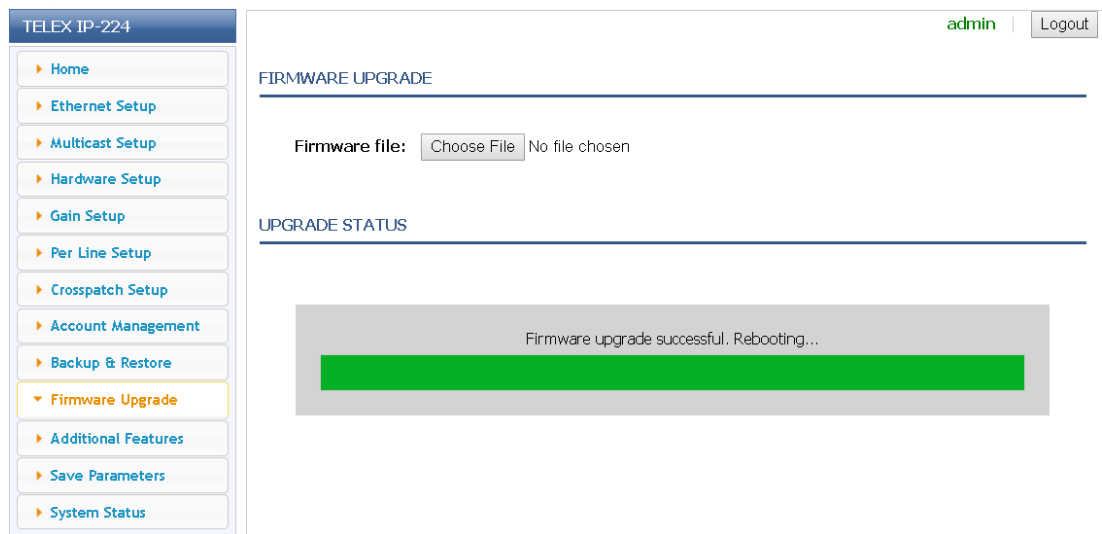 TELEX IP-224
admin
Logout
Home
Ethernet Setup
Multicast Setup
Hardware Setup
Gain Setup
Per Line Setup
Crosspatch Setup
Account Management
Backup & Restore
Firmware Upgrade
Additional Features
Save Parameters
System Status
FIRMWARE UPGRADE
Firmware file: Choose File No file chosen
UPGRADE STATUS
Firmware upgrade successful. Rebooting...